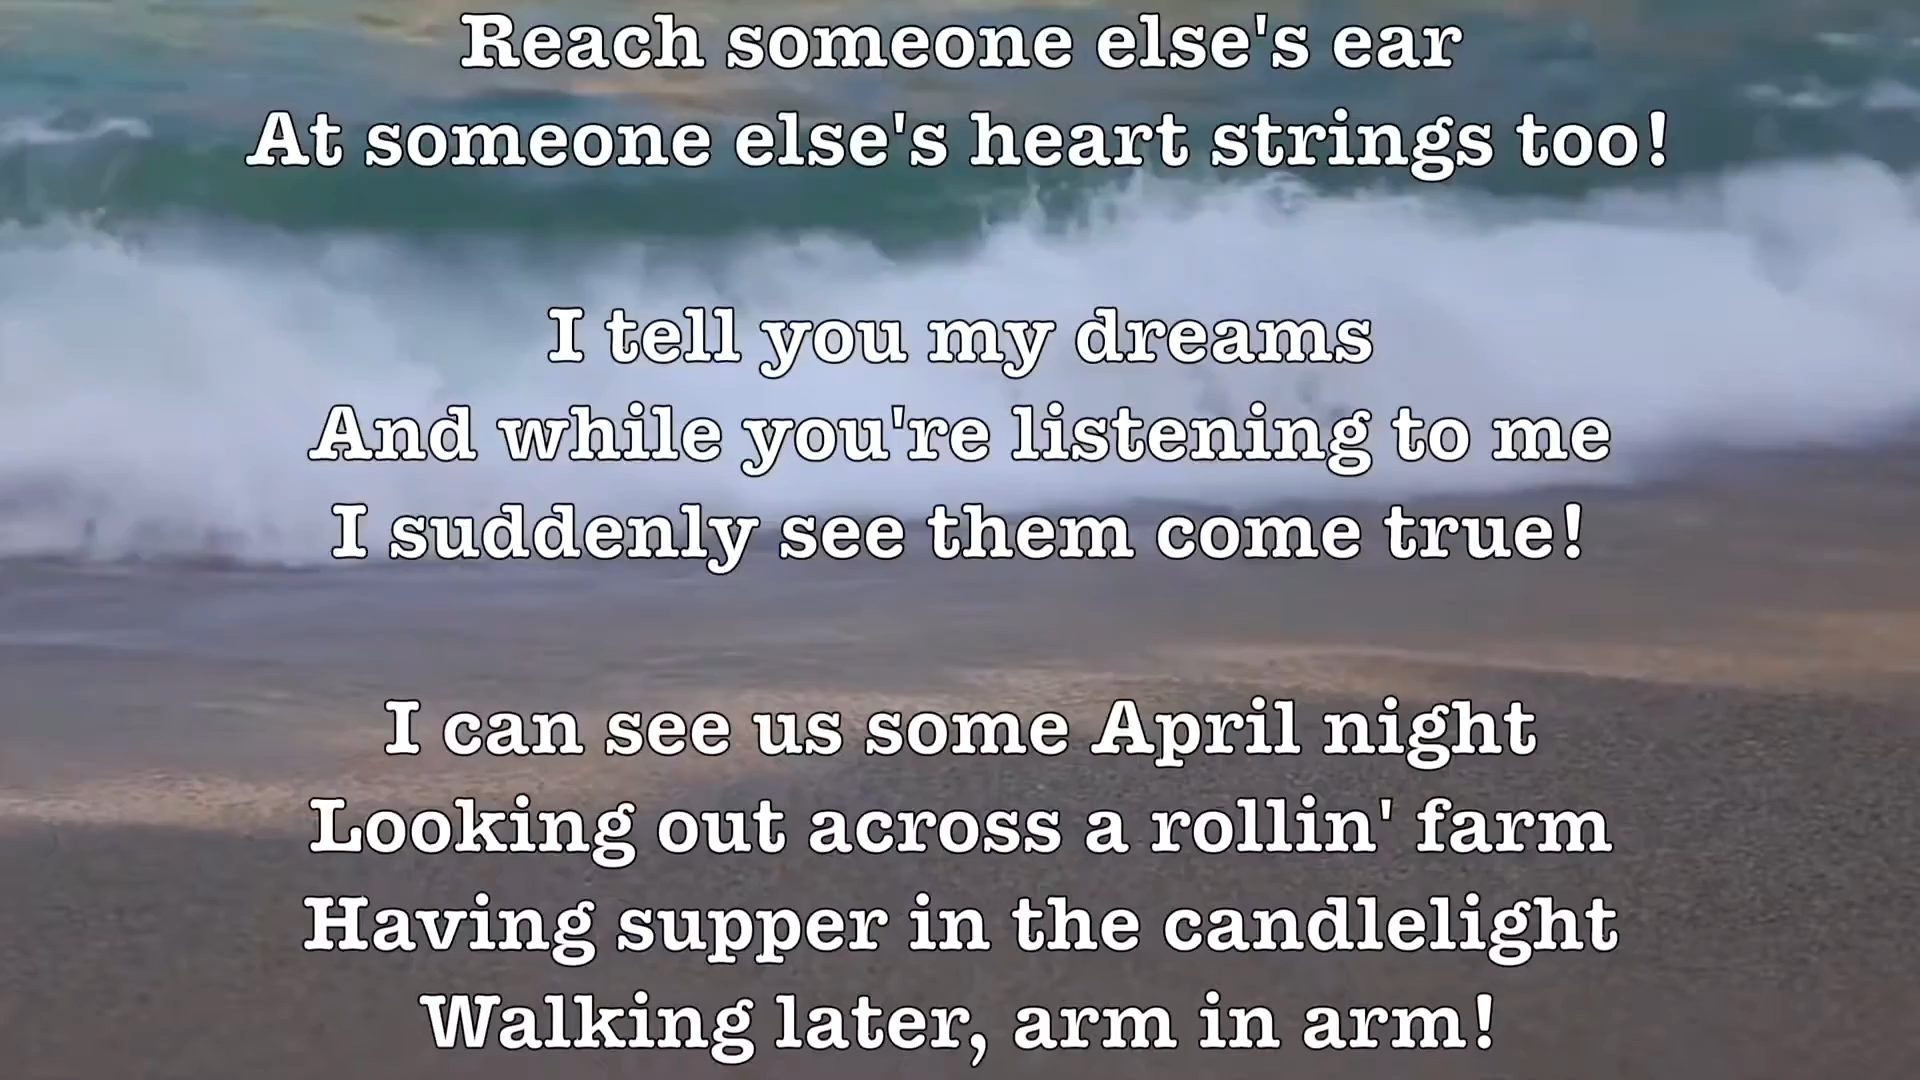 Reach someone else's ear
At someone else's heart strings too!
I tell you my dreams
And while you're listening to me
I suddenly see them come true!
I can see us some April night
Looking out across a rollin' farm
Having supper in the candlelight
Walking later, arm in arm!